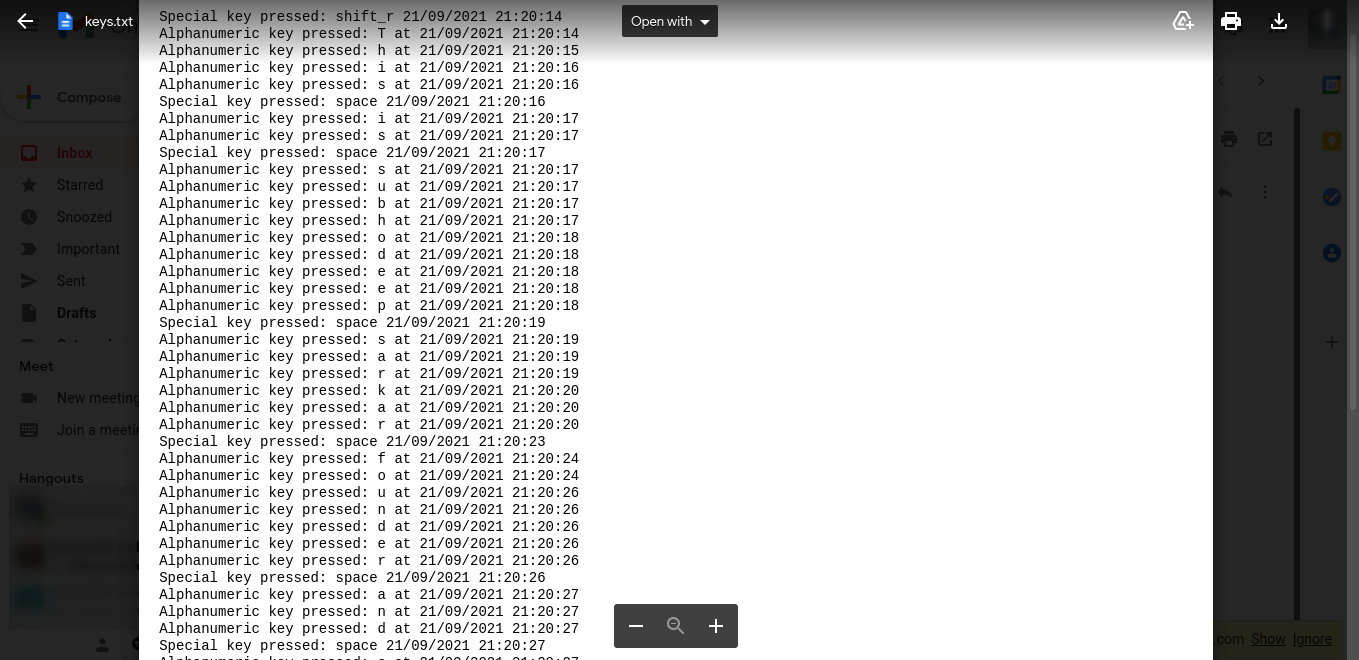 keys.txt
Open with
Compose
Inbox
Starred
Snoozed
Important
Sent
Drafts
Meet
New meeting
Join a meeti
Hangouts
Special key pressed: shift_r 21/09/2021 21:20:14
Alphanumeric key pressed: T at 21/09/2021 21:20:14
Alphanumeric key pressed: h at 21/09/2021 21:20:15
Alphanumeric key pressed: i at 21/09/2021 21:20:16
Alphanumeric key pressed: s at 21/09/2021 21:20:16
Special key pressed: space 21/09/2021 21:20:16
Alphanumeric key pressed: i at 21/09/2021 21:20:17
Alphanumeric key pressed: s at 21/09/2021 21:20:17
Special key pressed: space 21/09/2021 21:20:17
Alphanumeric key pressed: s at 21/09/2021 21:20:17
Alphanumeric key pressed: u at 21/09/2021 21:20:17
Alphanumeric key pressed: b at 21/09/2021 21:20:17
Alphanumeric key pressed: h at 21/09/2021 21:20:17
Alphanumeric key pressed: o at 21/09/2021 21:20:18
Alphanumeric key pressed: d at 21/09/2021 21:20:18
Alphanumeric key pressed: e at 21/09/2021 21:20:18
Alphanumeric key pressed: e at 21/09/2021 21:20:18
Alphanumeric key pressed: p at 21/09/2021 21:20:18
Special key pressed: space 21/09/2021 21:20:19
Alphanumeric key pressed: s at 21/09/2021 21:20:19
Alphanumeric key pressed: a at 21/09/2021 21:20:19
Alphanumeric key pressed: r at 21/09/2021 21:20:19
Alphanumeric key pressed: k at 21/09/2021 21:20:20
Alphanumeric key pressed: a at 21/09/2021 21:20:20
Alphanumeric key pressed: r at 21/09/2021 21:20:20
Special key pressed: space 21/09/2021 21:20:23
Alphanumeric key pressed: f at 21/09/2021 21:20:24
Alphanumeric key pressed: o at 21/09/2021 21:20:24
Alphanumeric key pressed: u at 21/09/2021 21:20:26
Alphanumeric key pressed: n at 21/09/2021 21:20:26
Alphanumeric key pressed: d at 21/09/2021 21:20:26
Alphanumeric key pressed: e at 21/09/2021 21:20:26
Alphanumeric key pressed: r at 21/09/2021 21:20:26
Special key pressed: space 21/09/2021 21:20:26
Alphanumeric key pressed: a at 21/09/2021 21:20:27
Alphanumeric key pressed: n at 21/09/2021 21:20:27
Alphanumeric key pressed: d at 21/09/2021 21:20:27
Special key pressed: space 21/09/2021 21:20:27
31
com Show Ignore